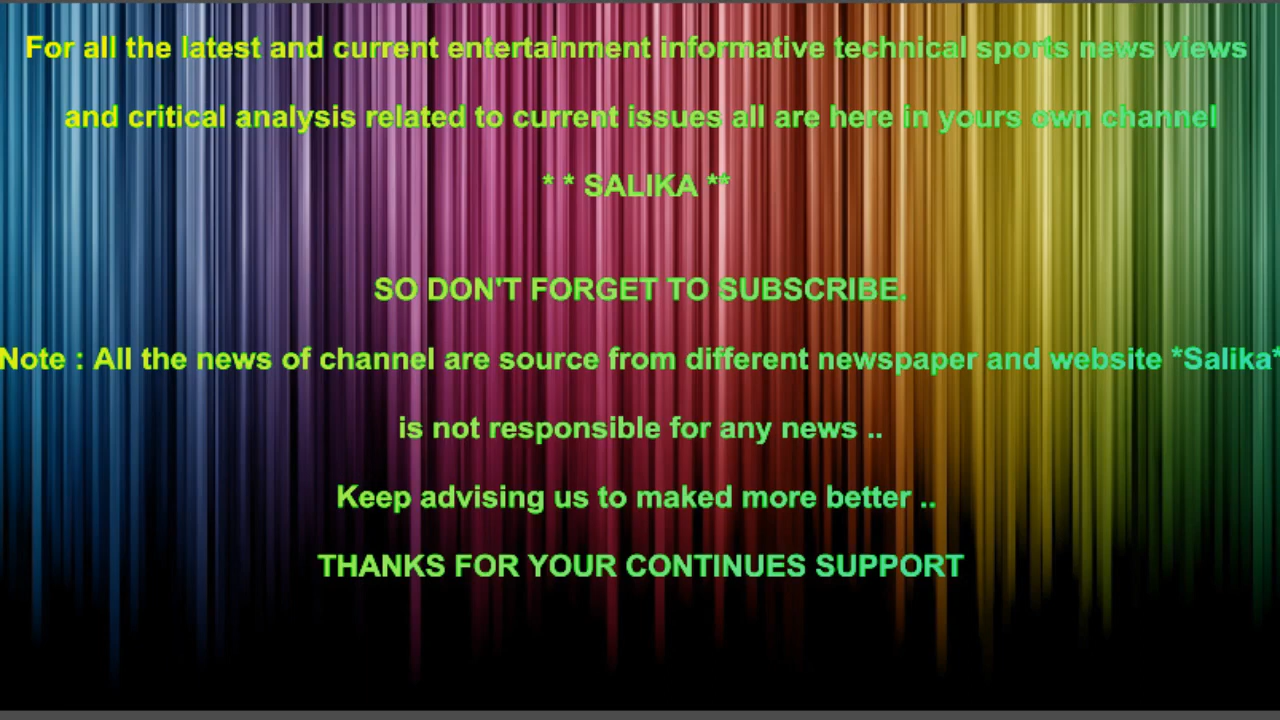 For all the latest and current entertainment informative technical sports news views
and critical analysis related to current issues all are here in yours own channel
* * SALIKA **
SO DON'T FORGET TO SUBSCRIBE.
Note : All the news of channel are source from different newspaper and website *Salika*
is not responsible for any news ..
Keep advising us to maked more better ..
THANKS FOR YOUR CONTINUES SUPPORT